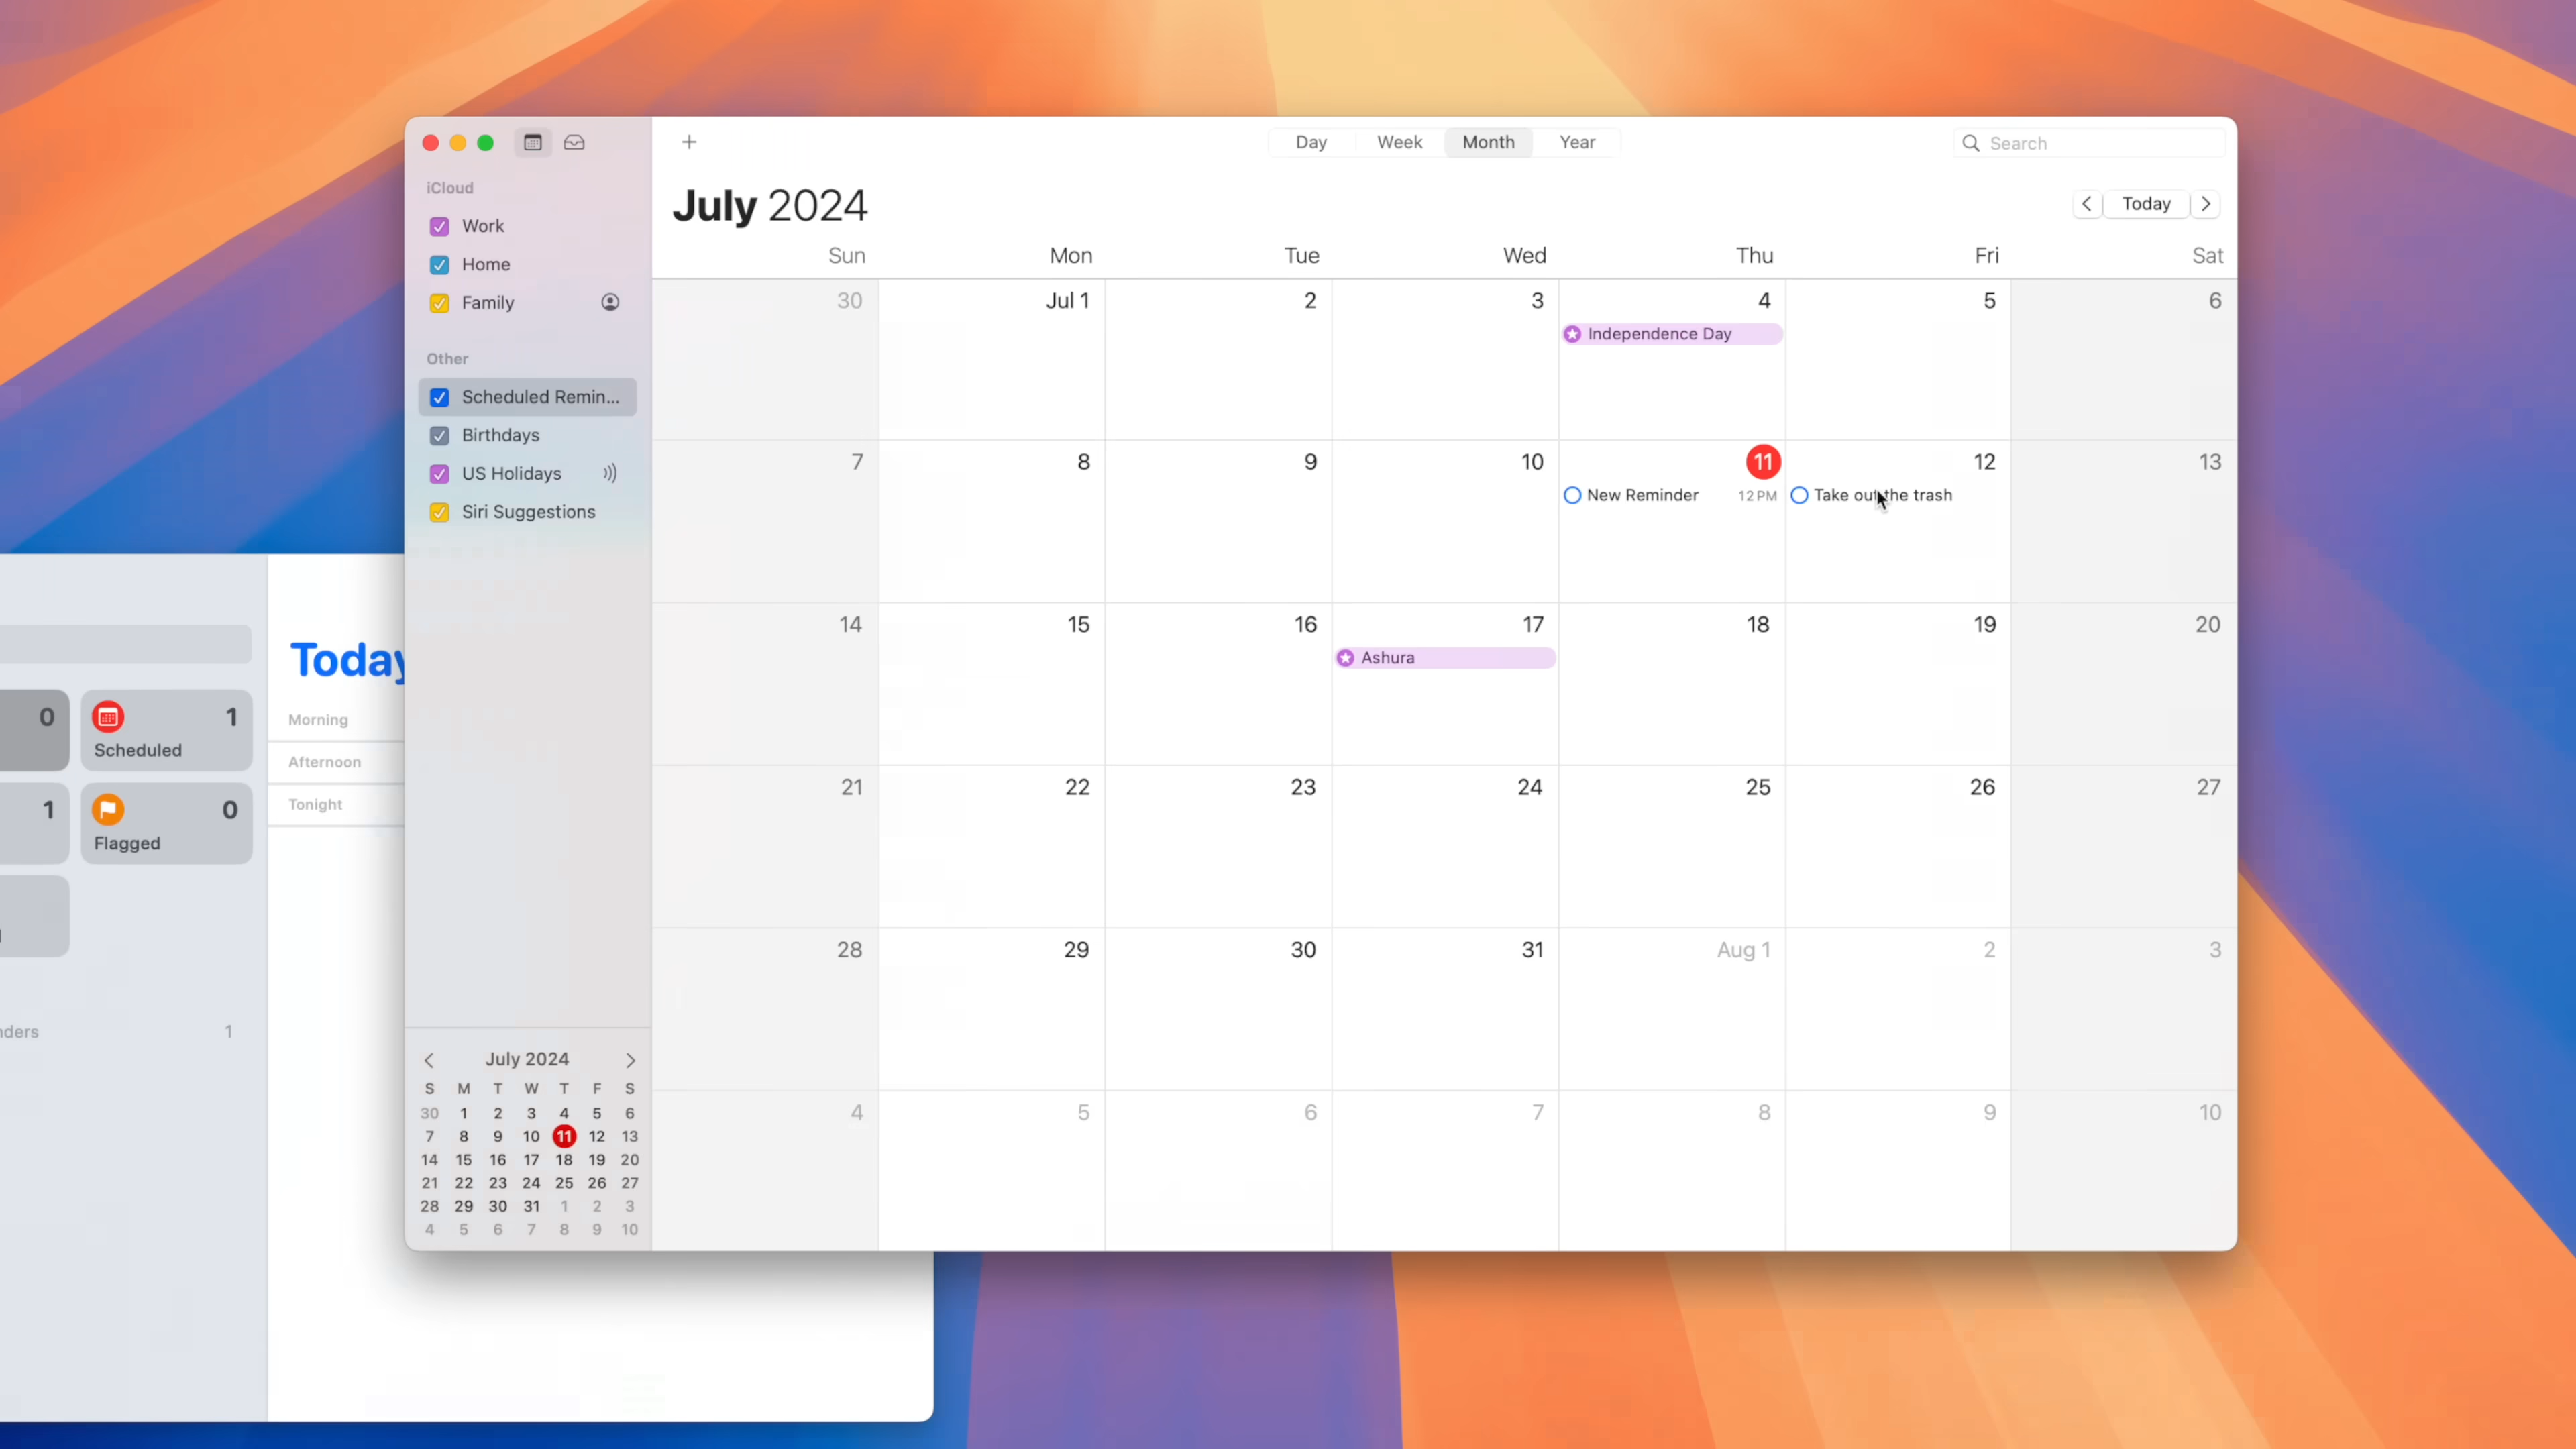 Day Week Month Year
Search
iCloud
Work
Home
Family
Other
Scheduled Remin...
Birthdays
US Holidays
Siri Suggestions
July 2024
Today
Sun Mon Tue Wed Thu Fri Sat
30 Jul 1 2 3 4 5 6
Independence Day
7 8 9 10 11 12 13
New Reminder 12 PM Take out the trash
14 15 16 17 18 19 20
Ashura
21 22 23 24 25 26 27
28 29 30 31 Aug 1 2 3
4 5 6 7 8 9 10
July 2024
S M T W T F S
30 1 2 3 4 5 6
7 8 9 10 11 12 13
14 15 16 17 18 19 20
21 22 23 24 25 26 27
28 29 30 31 1 2 3
4 5 6 7 8 9 10
Today
0
1
Scheduled
1
0
Flagged
nders 1
Morning
Afternoon
Tonight